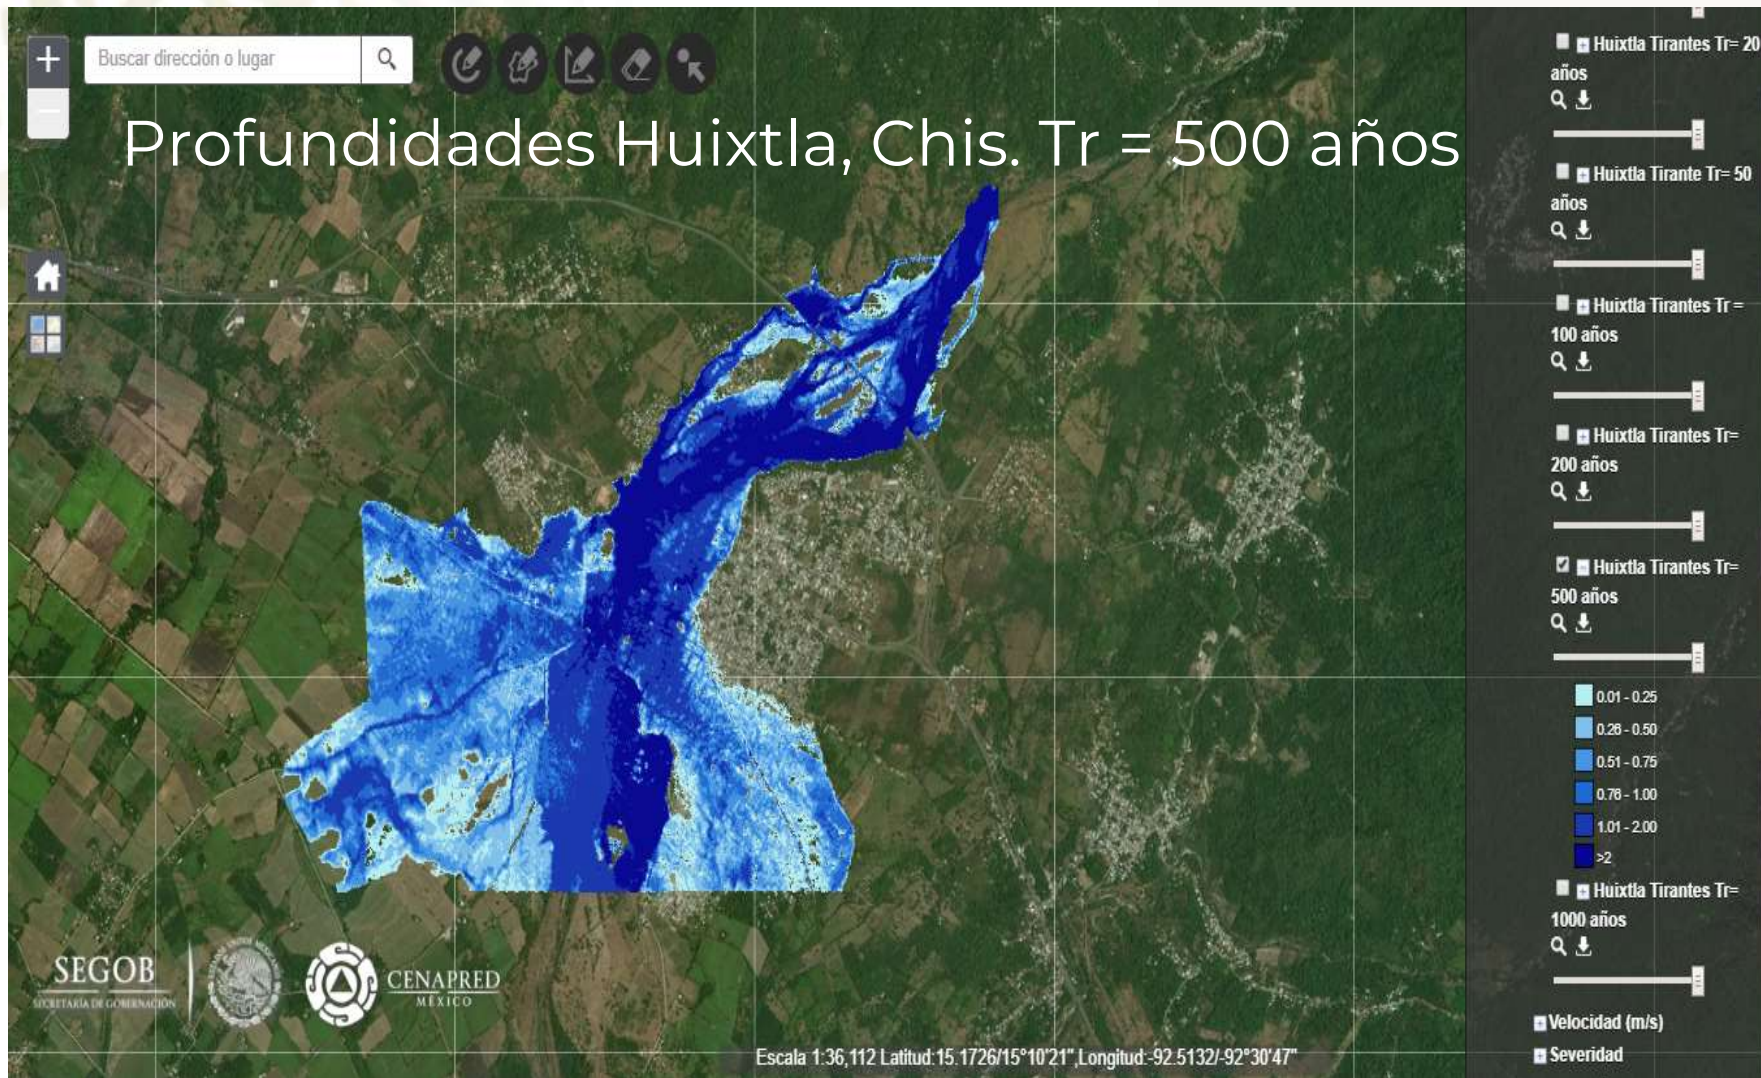 Buscar dirección o lugar
Profundidades Huixtla, Chis. Tr = 500 años
Huixtla Tirantes Tr= 20
años
Huixtla Tirante Tr= 50
años
Huixtla Tirantes Tr =
100 años
Huixtla Tirantes Tr=
200 años
Huixtla Tirantes Tr=
500 años
0.01 - 0.25
0.26 - 0.50
0.51 - 0.75
0.76 - 1.00
1.01 - 2.00
>2
Huixtla Tirantes Tr=
1000 años
Velocidad (m/s)
Severidad
SEGOB
SECRETARÍA DE GOBERNACIÓN
CENAPRED
MÉXICO
Escala 1:36,112 Latitud:15.1726/15°10'21",Longitud:-92.5132/-92°30'47"